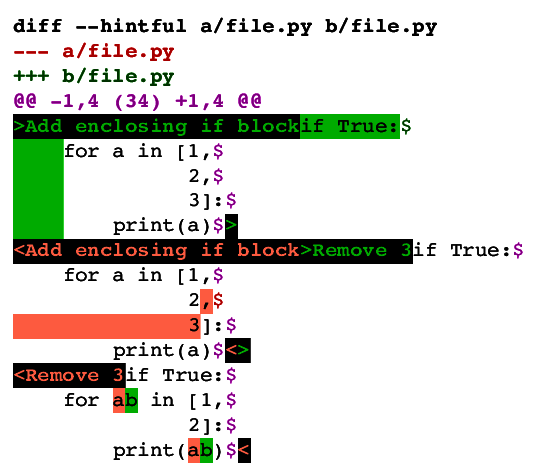 diff --hintful a/file.py b/file.py
--- a/file.py
+++ b/file.py
@@ -1,4 (34) +1,4 @@
>Add enclosing if blockif True:$
    for a in [1,$
              2,$
              3]:$
        print(a)$>
<Add enclosing if block>Remove 3if True:$
    for a in [1,$
              2,$
              3]:$
        print(a)$<>
<Remove 3if True:$
    for ab in [1,$
              2]:$
        print(ab)$<